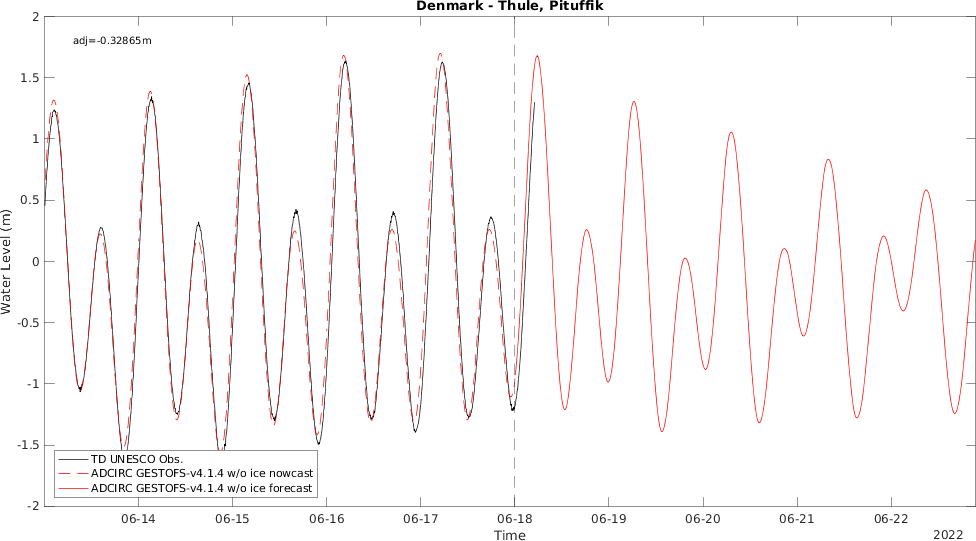 Denmark - Thule, Pituffik
adj=-0.32865m
Water Level (m)
2
1.5
1
0.5
0
-0.5
-1
-1.5
-2
TD UNESCO Obs.
ADCIRC GESTOFS-v4.1.4 w/o ice nowcast
ADCIRC GESTOFS-v4.1.4 w/o ice forecast
06-14 06-15 06-16 06-17 06-18 06-19 06-20 06-21 06-22
Time
2022